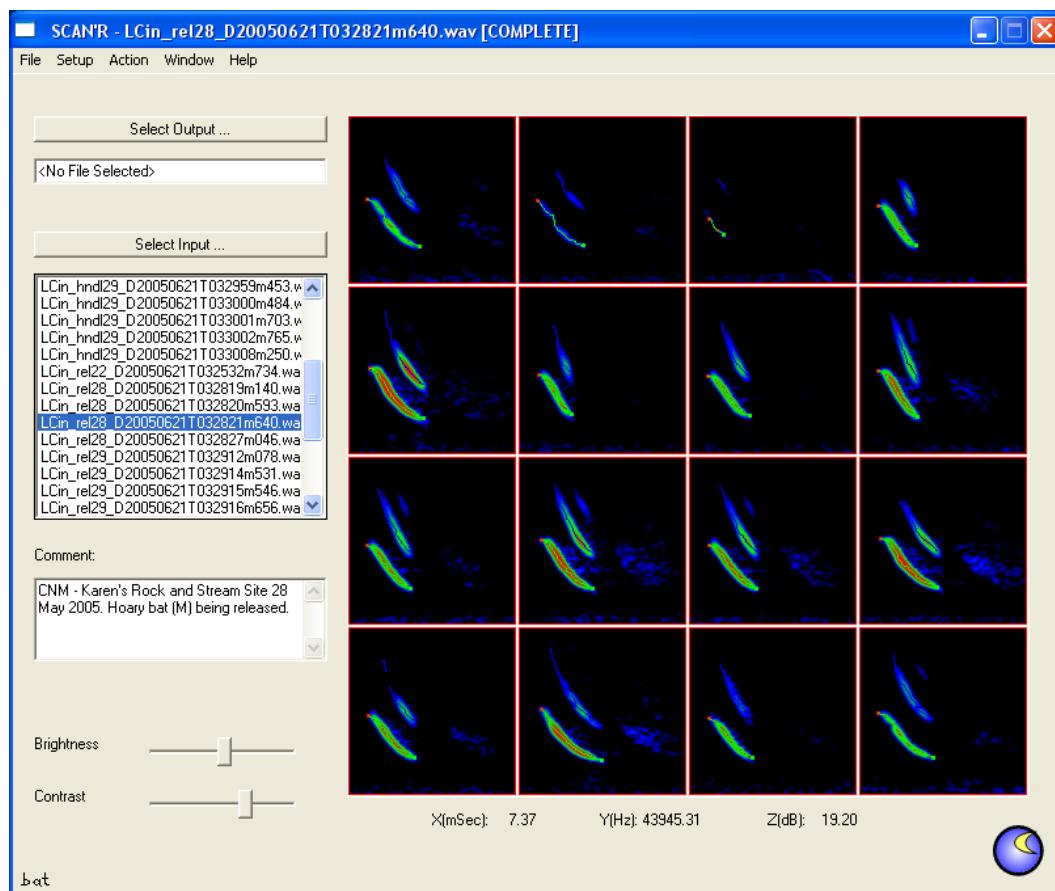 SCAN'R - LCin_rel28_D20050621T032821m640.wav [COMPLETE]
File Setup Action Window Help
Select Output ...
<No File Selected>
Select Input ...
LCin_hndl29_D20050621T032959m453.w
LCin_hndl29_D20050621T033000m484.w
LCin_hndl29_D20050621T033001m703.w
LCin_hndl29_D20050621T033002m765.w
LCin_hndl29_D20050621T033008m250.w
LCin_rel22_D20050621T032532m734.wa
LCin_rel28_D20050621T032819m140.wa
LCin_rel28_D20050621T032820m593.wa
LCin_rel28_D20050621T032821m640.wa
LCin_rel28_D20050621T032827m046.wa
LCin_rel29_D20050621T032912m078.wa
LCin_rel29_D20050621T032914m531.wa
LCin_rel29_D20050621T032915m546.wa
LCin_rel29_D20050621T032916m656.wa
Comment:
CNM - Karen's Rock and Stream Site 28
May 2005. Hoary bat (M) being released.
Brightness
Contrast
X(mSec): 7.37 Y(Hz): 43945.31 Z(dB): 19.20
bat